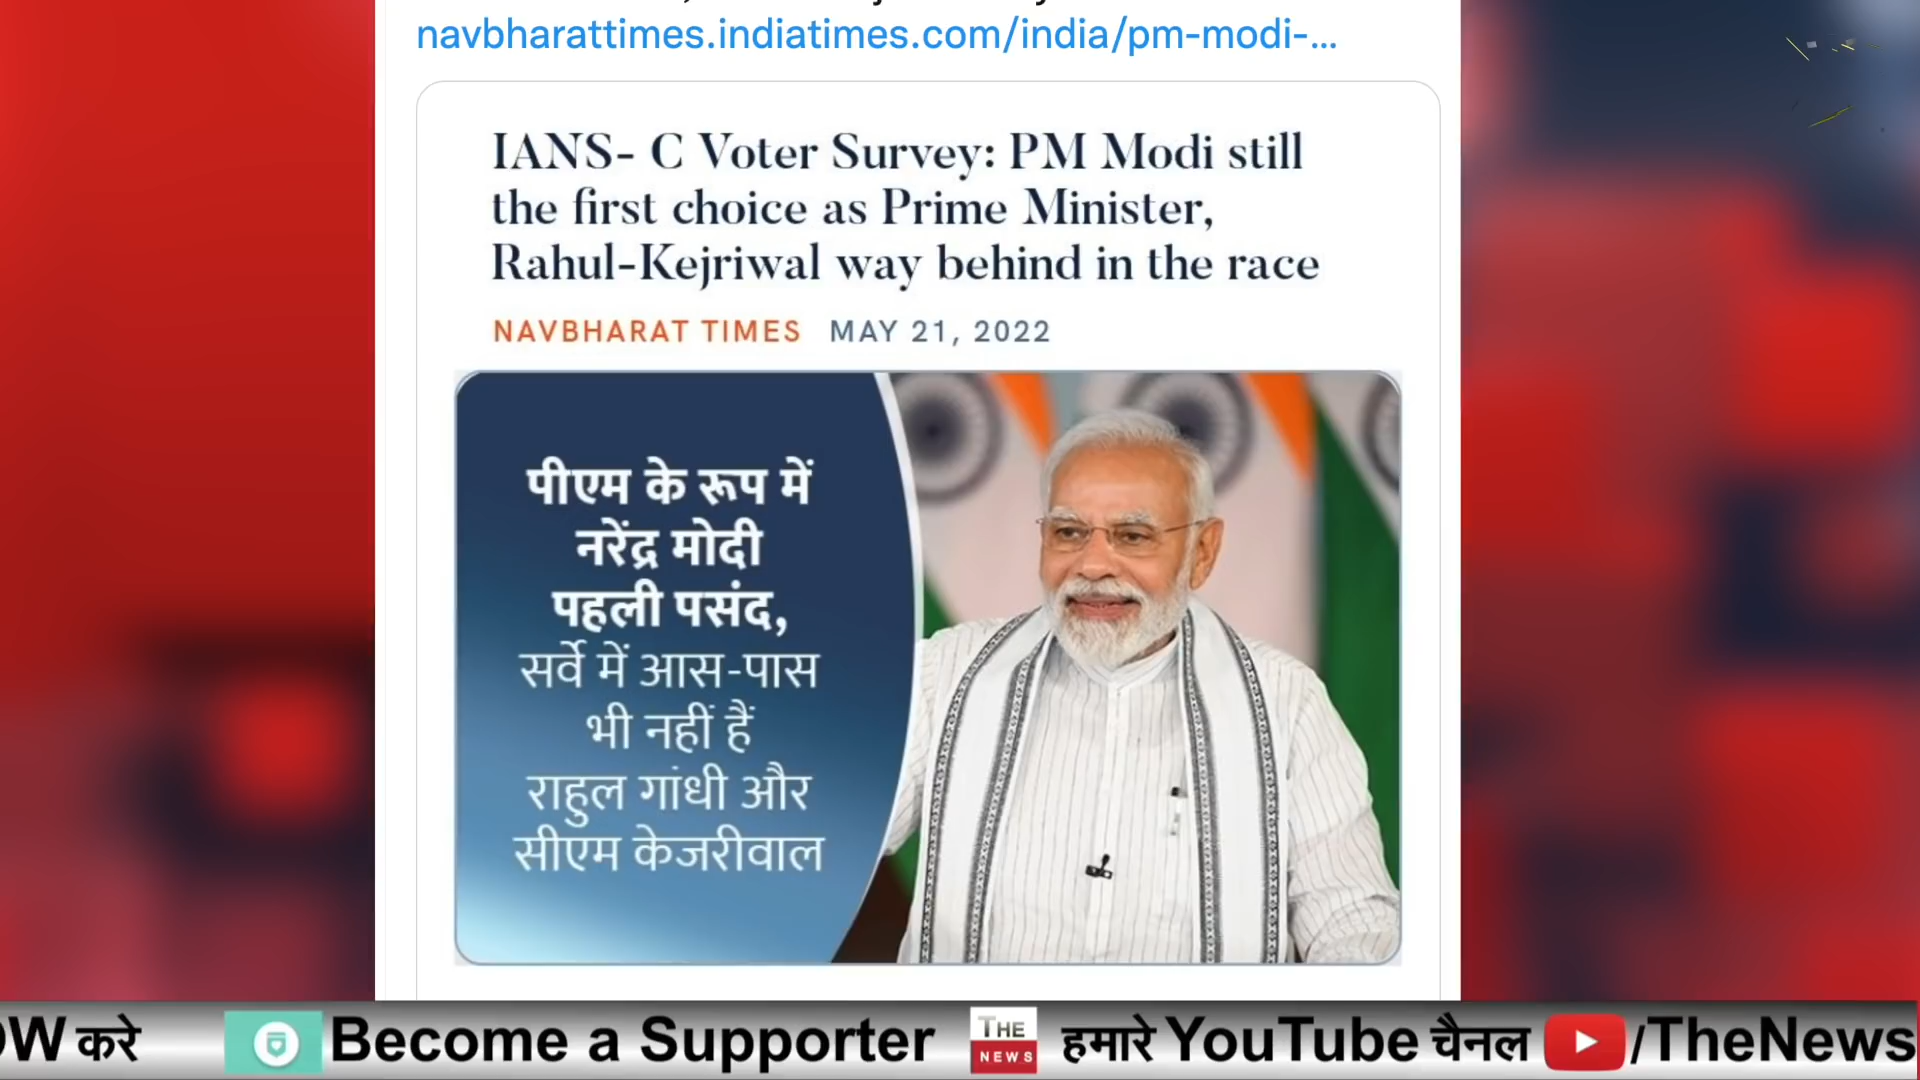 navbharattimes.indiatimes.com/india/pm-modi-...
IANS- C Voter Survey: PM Modi still
the first choice as Prime Minister,
Rahul-Kejriwal way behind in the race
NAVBHARAT TIMES MAY 21, 2022
पीएम के रूप में
नरेंद्र मोदी
पहली पसंद,
सर्वे में आस-पास
भी नहीं हैं
राहुल गांधी और
सीएम केजरीवाल
OW करे Become a Supporter THE NEWS हमारे YouTube चैनल /TheNews